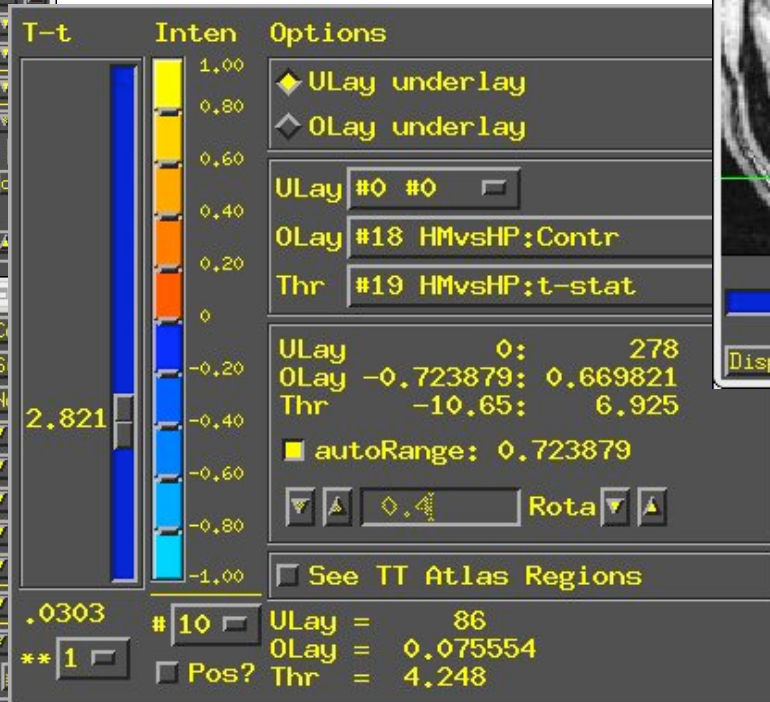 T-t Inten Options
1.00
0.80
0.60
0.40
0.20
0
-0.20
-0.40
-0.60
-0.80
-1.00
2.821
.0303
** 1
# 10
Pos?
ULay underlay
OLay underlay
ULay #0 #0
OLay #18 HMvsHP:Contr
Thr #19 HMvsHP:t-stat
ULay 0: 278
OLay -0.723879: 0.669821
Thr -10.65: 6.925
autoRange: 0.723879
0.4 Rota
See TT Atlas Regions
ULay = 86
OLay = 0.075554
Thr = 4.248
Disp